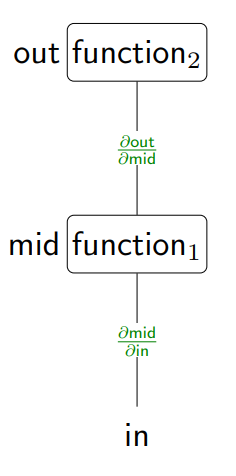 out function₂
∂out
∂mid
mid function₁
∂mid
∂in
in